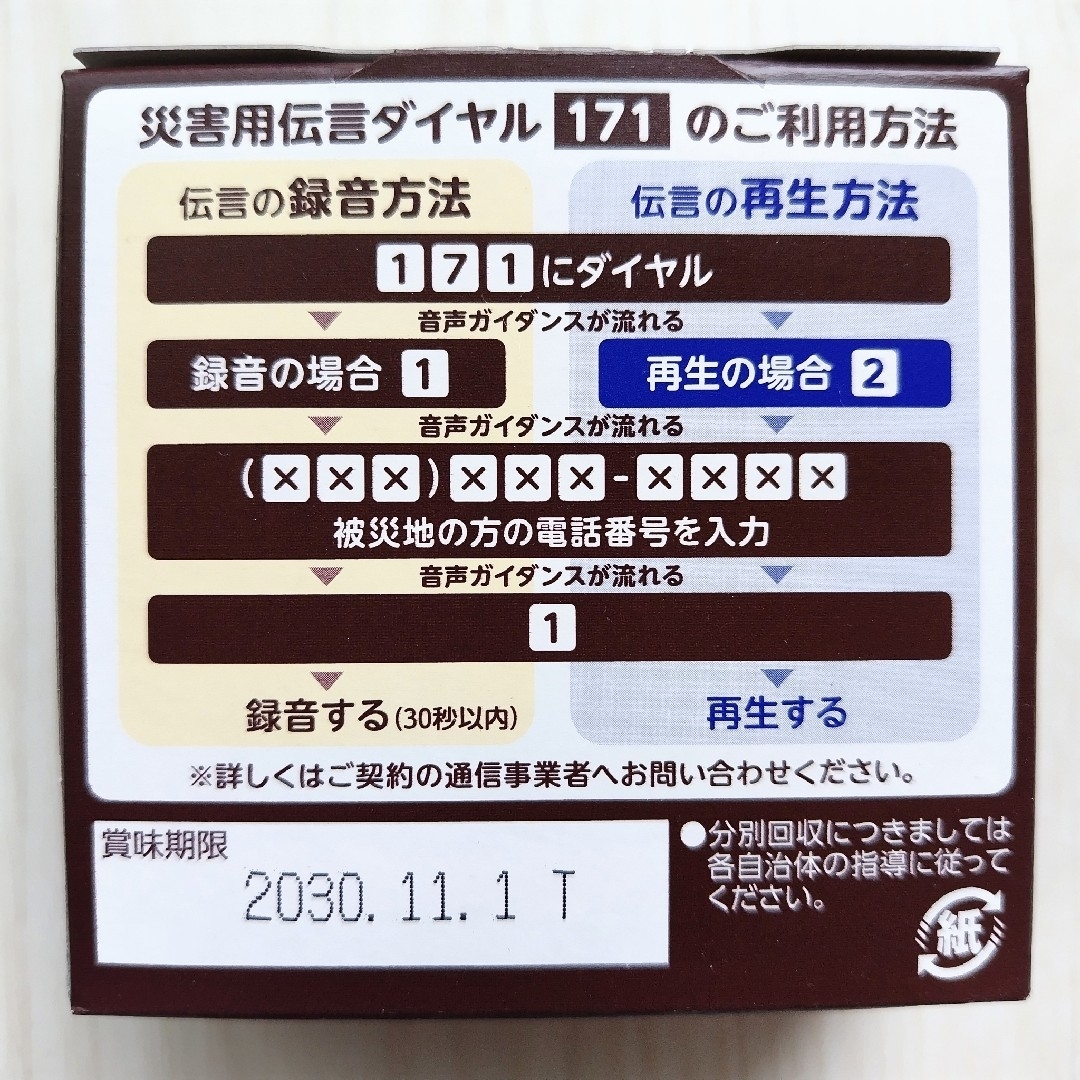 災害用伝言ダイヤル 171 のご利用方法
伝言の録音方法
伝言の再生方法
171にダイヤル
音声ガイダンスが流れる
録音の場合 1
再生の場合 2
音声ガイダンスが流れる
(×××)×××-××××
被災地の方の電話番号を入力
音声ガイダンスが流れる
1
録音する(30秒以内)
再生する
※詳しくはご契約の通信事業者へお問い合わせください。
賞味期限
2030.11.1 T
●分別回収につきましては
各自治体の指導に従って
ください。
紙